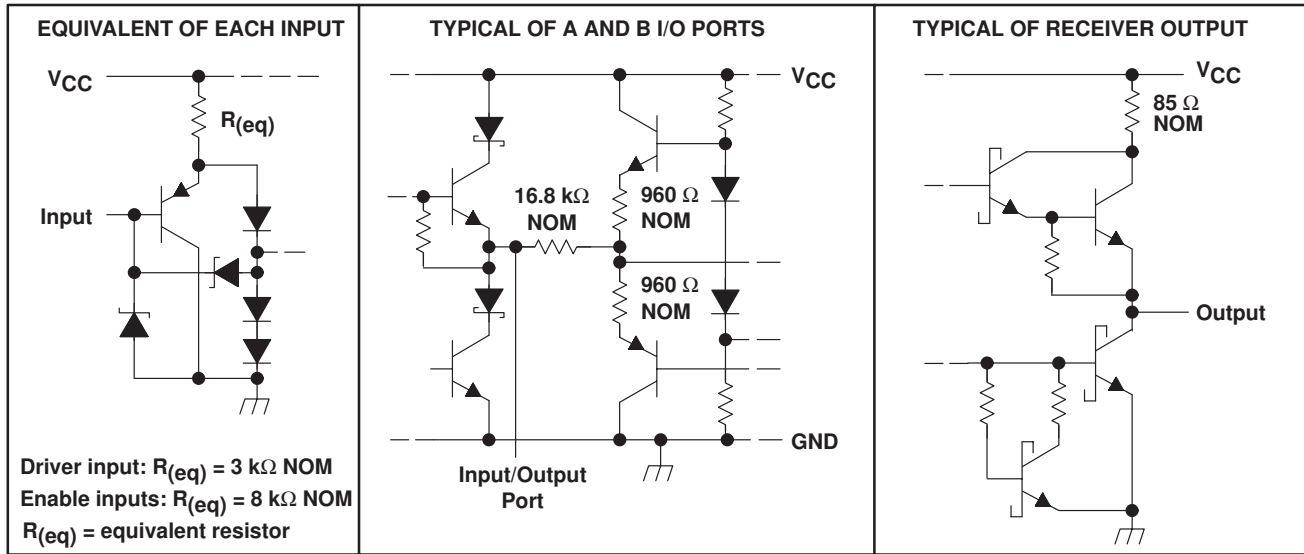 EQUIVALENT OF EACH INPUT
VCC
R(eq)
Input
Driver input: R(eq) = 3 kΩ NOM
Enable inputs: R(eq) = 8 kΩ NOM
R(eq) = equivalent resistor
TYPICAL OF A AND B I/O PORTS
VCC
16.8 kΩ
NOM
960 Ω
NOM
960 Ω
NOM
GND
Input/Output
Port
TYPICAL OF RECEIVER OUTPUT
VCC
85 Ω
NOM
Output